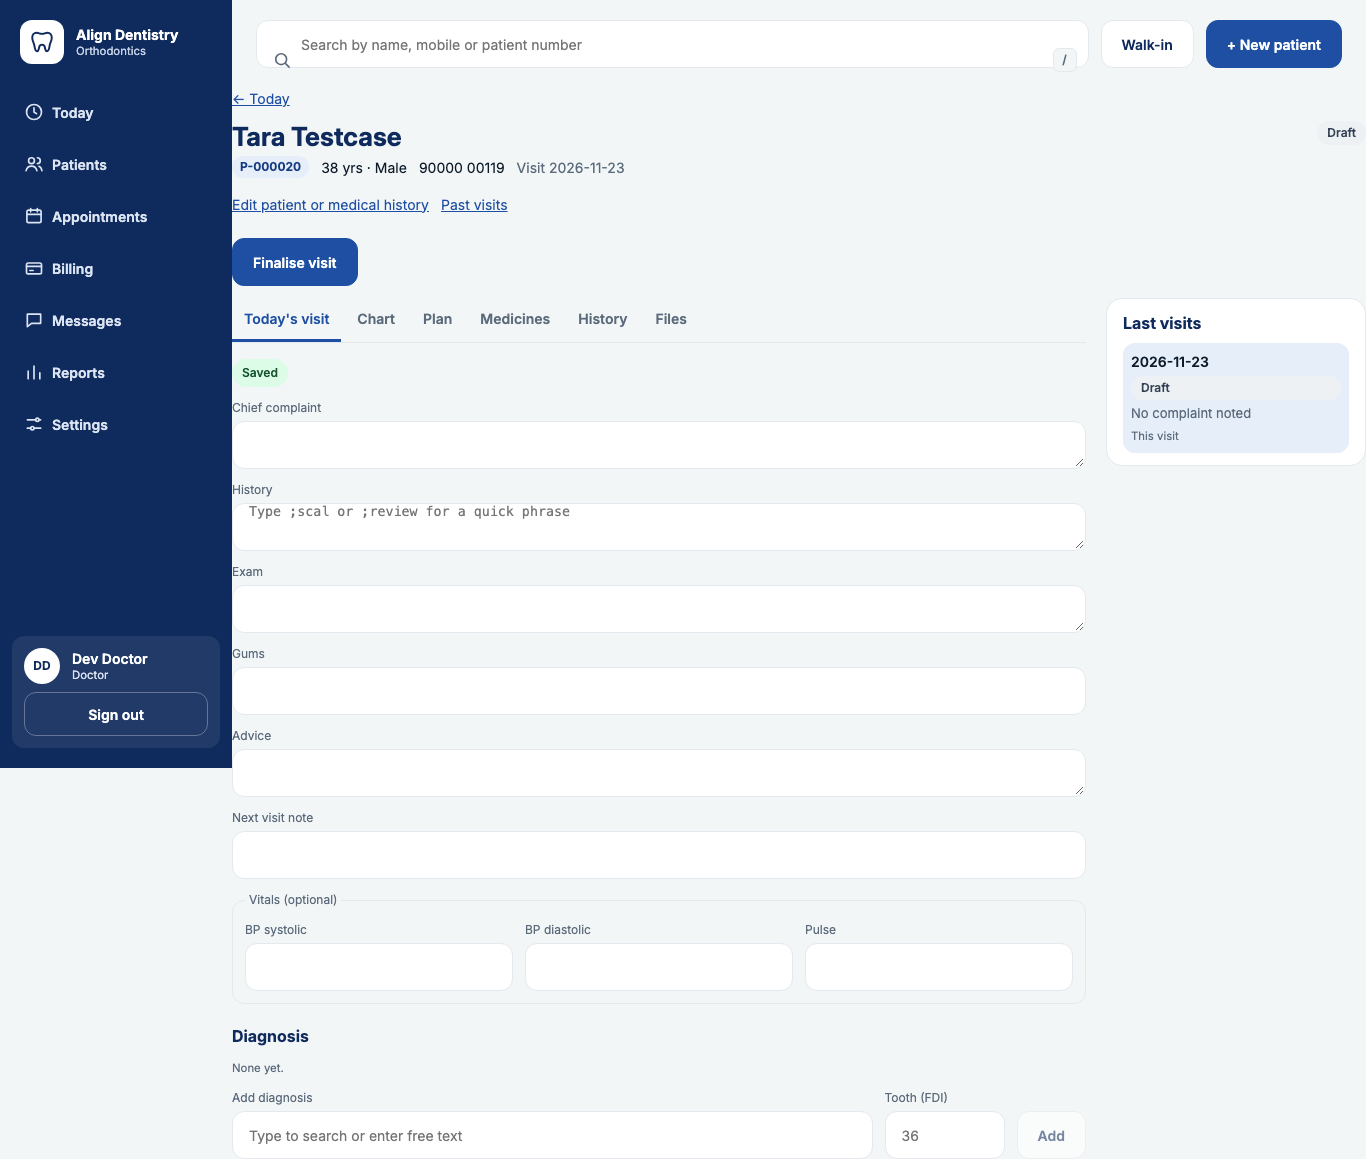 Align Dentistry
Orthodontics
Today
Patients
Appointments
Billing
Messages
Reports
Settings
DD
Dev Doctor
Doctor
Sign out
Search by name, mobile or patient number
/
Walk-in
+ New patient
← Today
Tara Testcase
Draft
P-000020 38 yrs · Male 90000 00119 Visit 2026-11-23
Edit patient or medical history Past visits
Finalise visit
Today's visit Chart Plan Medicines History Files
Saved
Chief complaint
History
Type ;scal or ;review for a quick phrase
Exam
Gums
Advice
Next visit note
Vitals (optional)
BP systolic BP diastolic Pulse
Diagnosis
None yet.
Add diagnosis Tooth (FDI)
Type to search or enter free text 36 Add
Last visits
2026-11-23
Draft
No complaint noted
This visit